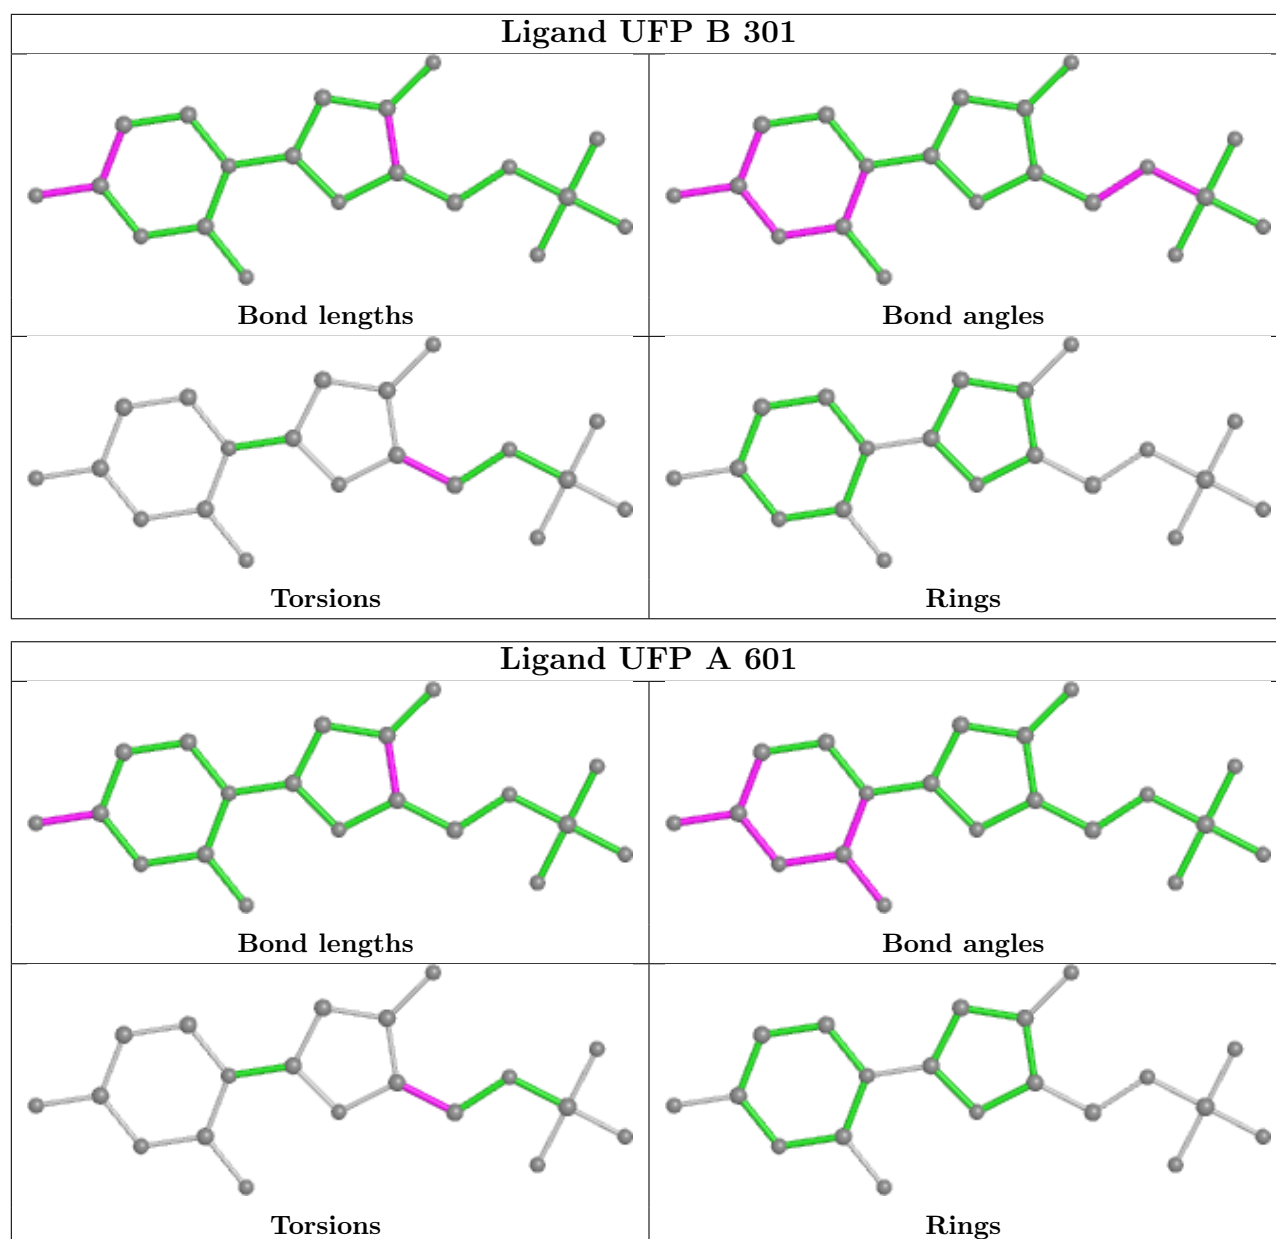 Ligand UFP B 301
Bond lengths
Bond angles
Torsions
Rings
Ligand UFP A 601
Bond lengths
Bond angles
Torsions
Rings